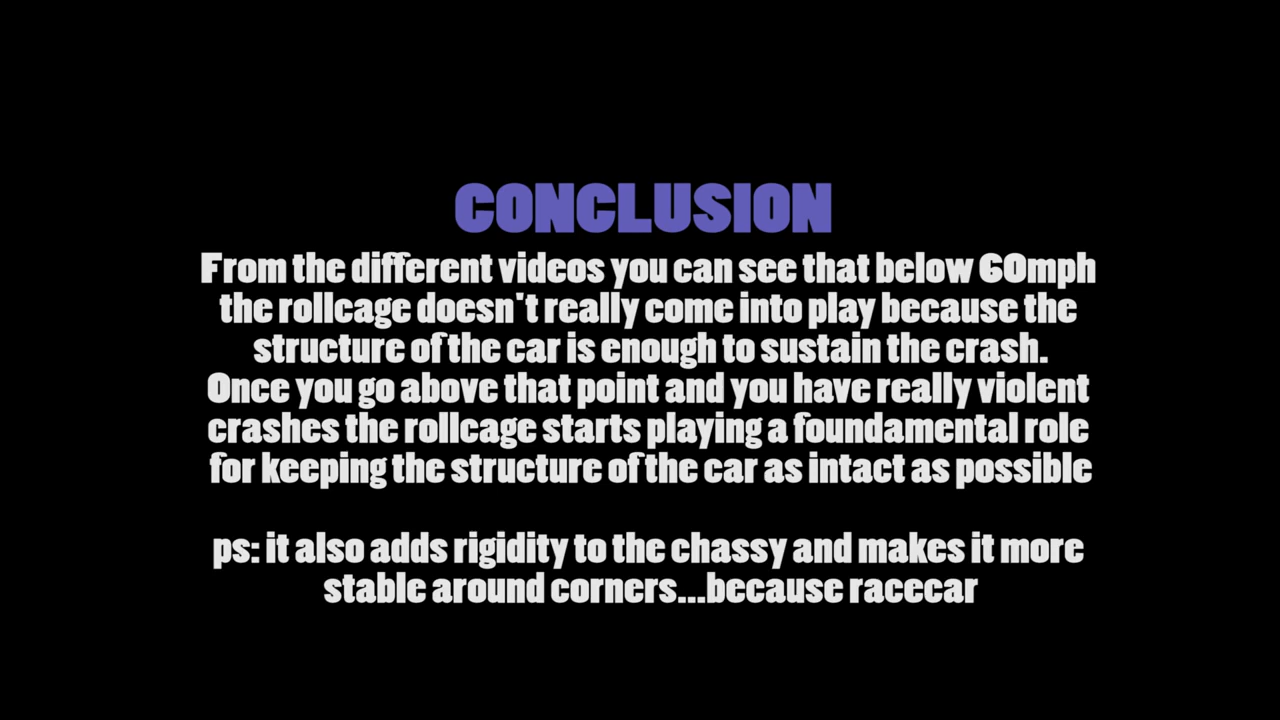 CONCLUSION
From the different videos you can see that below 60mph
the rollcage doesn't really come into play because the
structure of the car is enough to sustain the crash.
Once you go above that point and you have really violent
crashes the rollcage starts playing a foundamental role
for keeping the structure of the car as intact as possible
ps: it also adds rigidity to the chassy and makes it more
stable around corners...because racecar